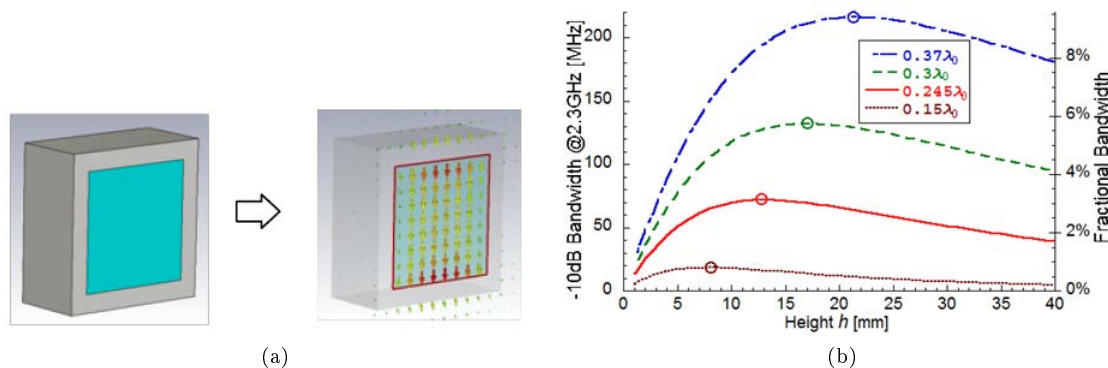 -10dB Bandwidth @2.3GHz [MHz]
200
150
100
50
0
0
5
10
15
20
25
30
35
40
Height h [mm]
0.37λ₀
0.3λ₀
0.245λ₀
0.15λ₀
8%
6%
4%
2%
0%
Fractional Bandwidth
(a)
(b)